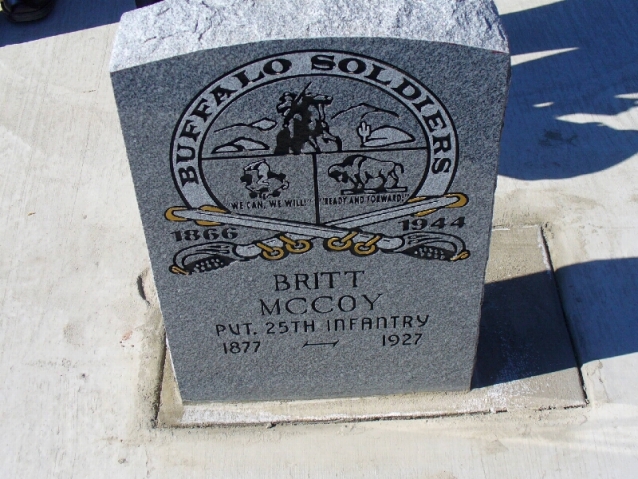 BUFFALO SOLDIERS
"WE CAN, WE WILL!" "READY AND FORWARD!"
1866 1944
BRITT
MCCOY
PVT. 25TH INFANTRY
1877 — 1927